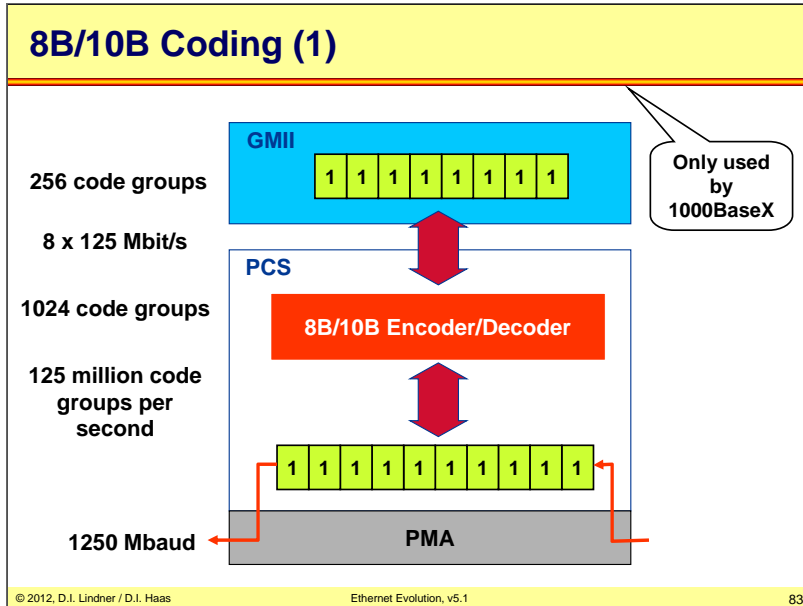 8B/10B Coding (1)
GMII
1 1 1 1 1 1 1 1
Only used
by
1000BaseX
256 code groups
8 x 125 Mbit/s
PCS
1024 code groups
8B/10B Encoder/Decoder
125 million code
groups per
second
1 1 1 1 1 1 1 1 1 1
1250 Mbaud
PMA
© 2012, D.I. Lindner / D.I. Haas
Ethernet Evolution, v5.1
83